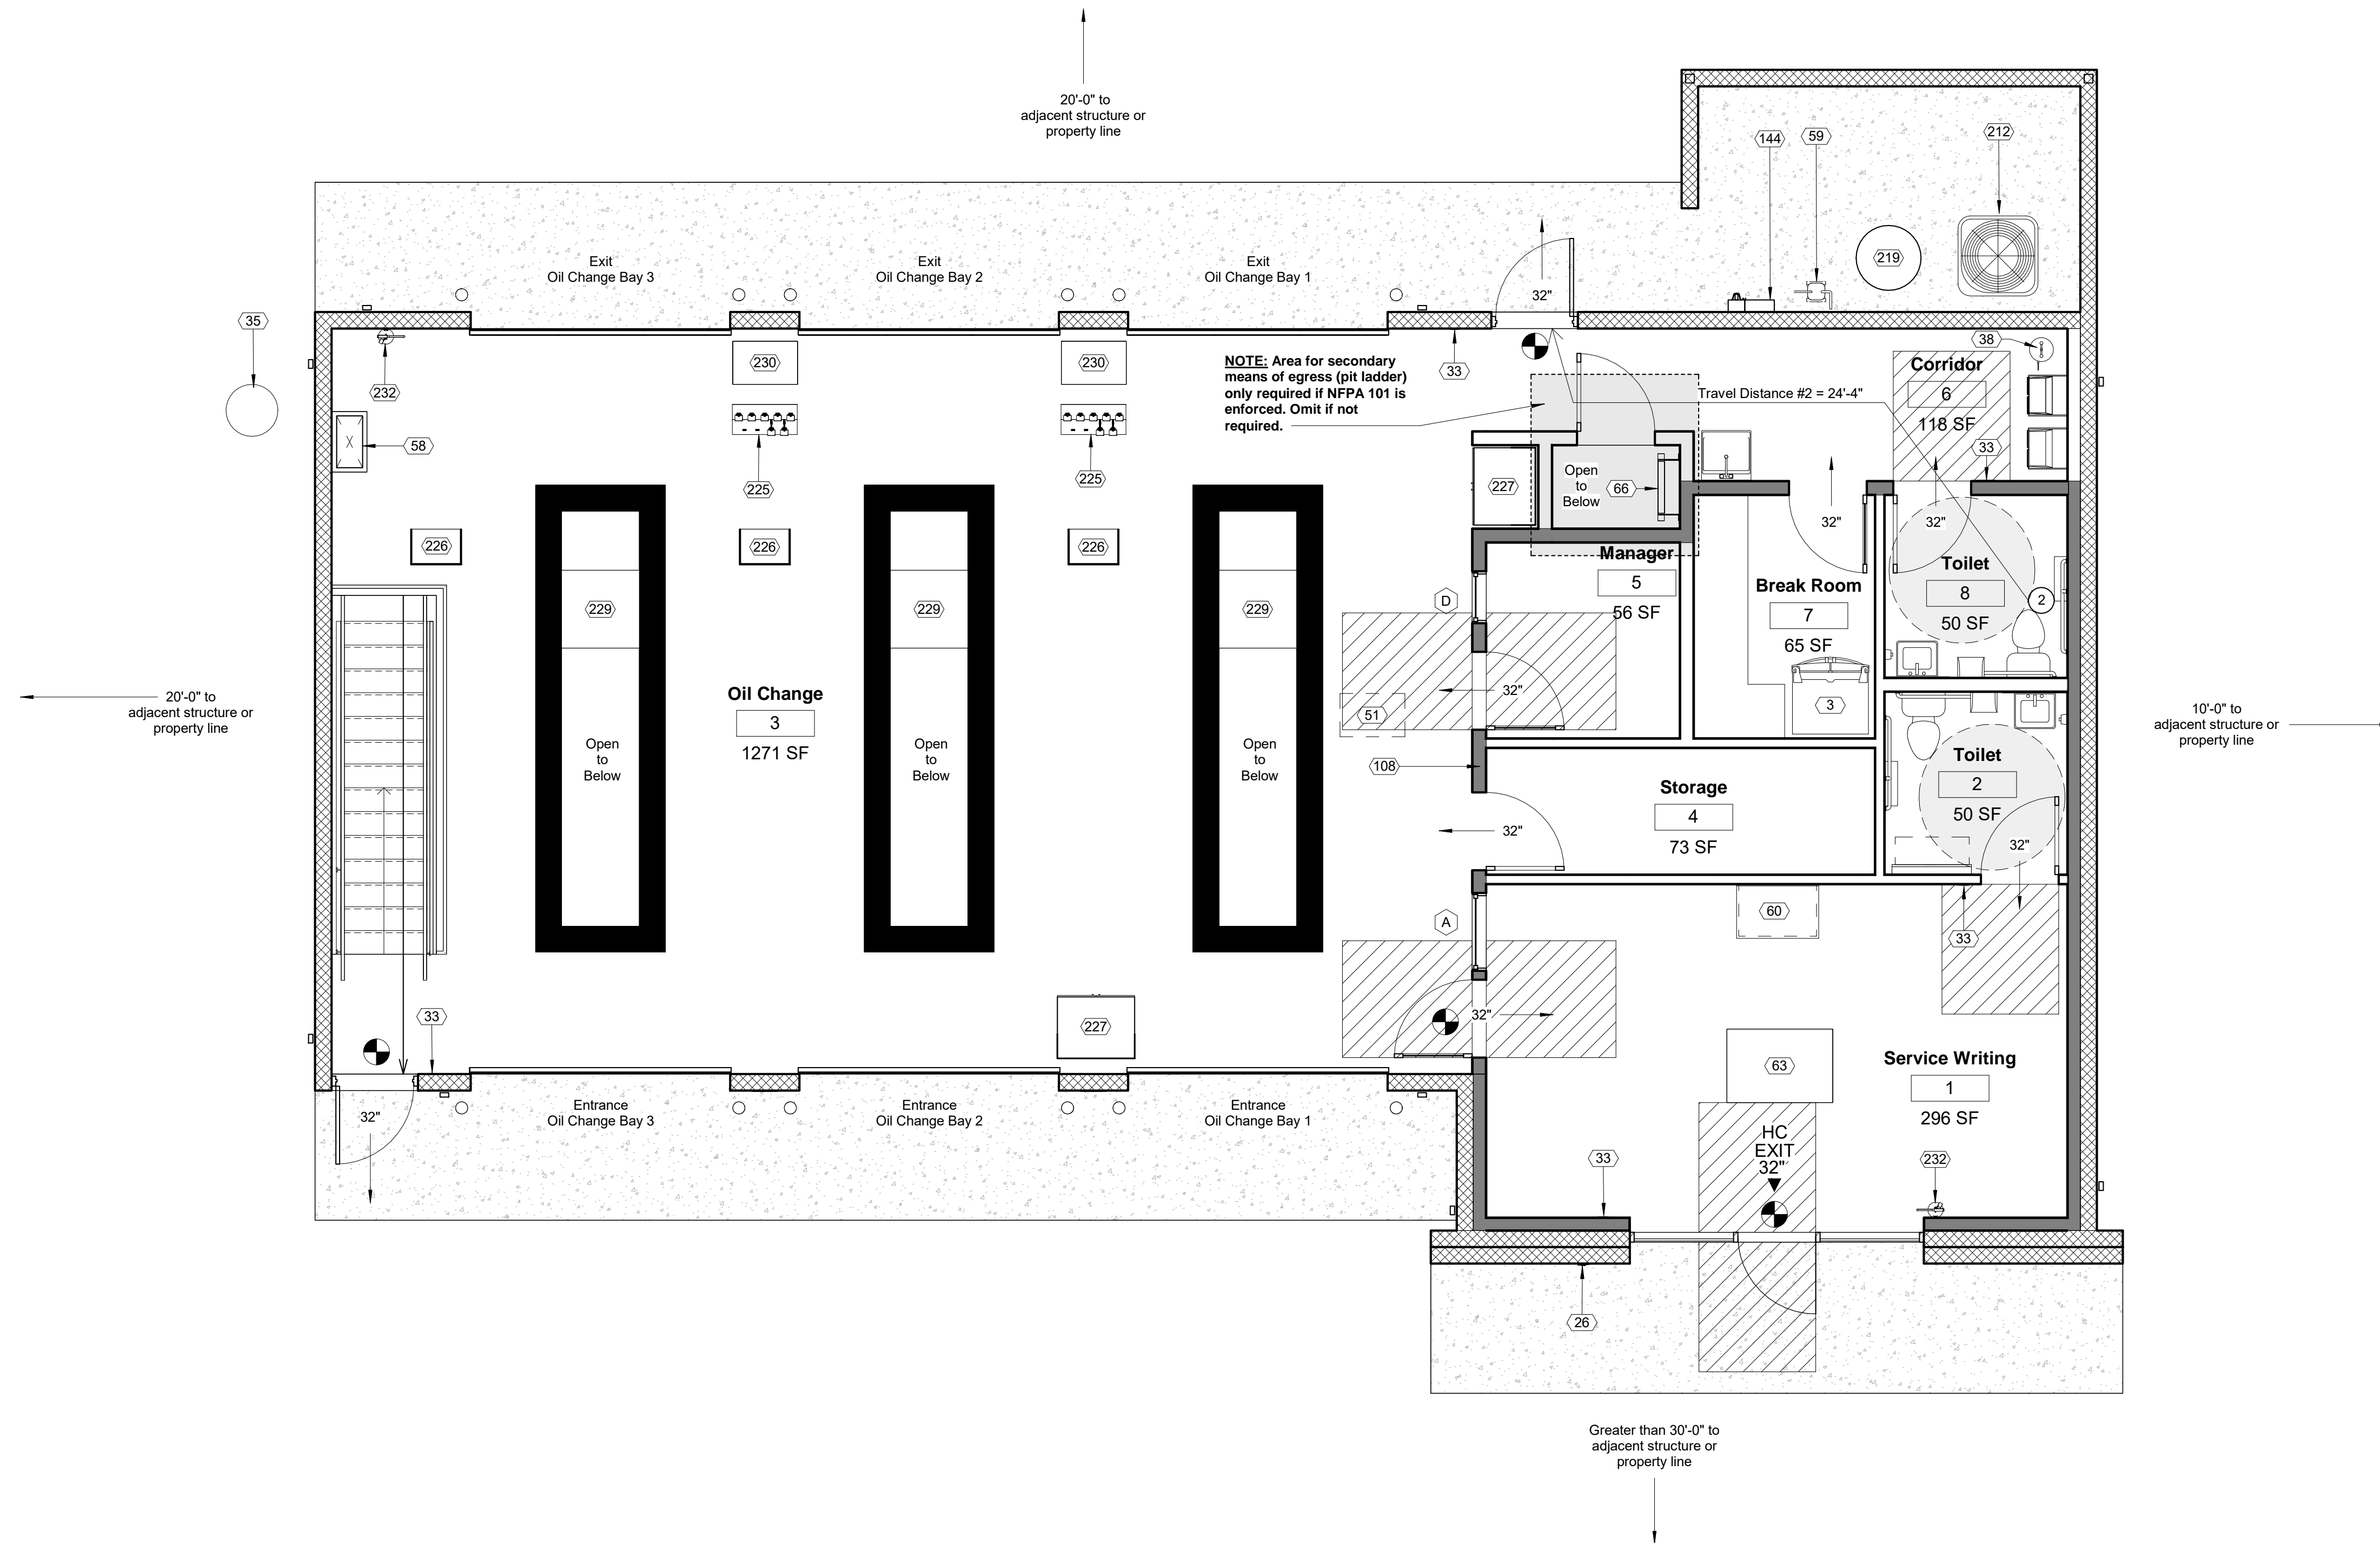 20'-0" to
adjacent structure or
property line
144
59
212
219
Exit
Oil Change Bay 3
Exit
Oil Change Bay 2
Exit
Oil Change Bay 1
32"
35
232
230
230
33
38
NOTE: Area for secondary
means of egress (pit ladder)
only required if NFPA 101 is
enforced. Omit if not
required.
Travel Distance #2 = 24'-4"
Corridor
6
118 SF
33
58
225
225
227
Open
to
Below
66
32"
32"
226
226
226
Manager
5
56 SF
Break Room
7
65 SF
Toilet
8
50 SF
2
229
229
229
D
20'-0" to
adjacent structure or
property line
Oil Change
3
1271 SF
Open
to
Below
Open
to
Below
Open
to
Below
51
32"
3
10'-0" to
adjacent structure or
property line
108
Storage
4
73 SF
32"
Toilet
2
50 SF
32"
A
60
33
33
227
32"
63
Service Writing
1
296 SF
32"
Entrance
Oil Change Bay 3
Entrance
Oil Change Bay 2
Entrance
Oil Change Bay 1
HC
EXIT
32"
33
232
26
Greater than 30'-0" to
adjacent structure or
property line